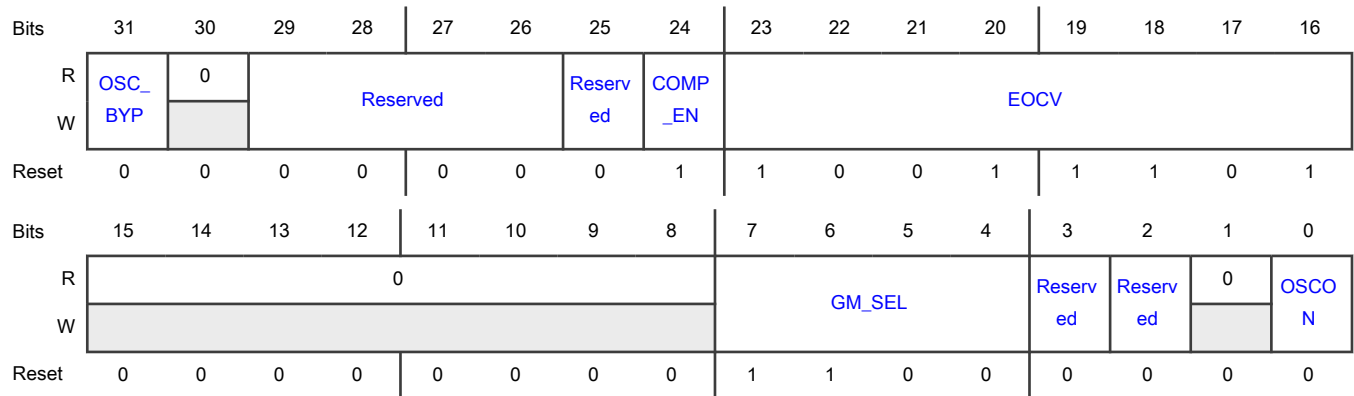 Bits 31 30 29 28 27 26 25 24 23 22 21 20 19 18 17 16
R OSC_ 0 Reserved Reserv COMP EOCV
W BYP ed _EN
Reset 0 0 0 0 0 0 0 1 1 0 0 1 1 1 0 1
Bits 15 14 13 12 11 10 9 8 7 6 5 4 3 2 1 0
R 0 GM_SEL Reserv Reserv 0 OSCO
W ed ed N
Reset 0 0 0 0 0 0 0 0 1 1 0 0 0 0 0 0